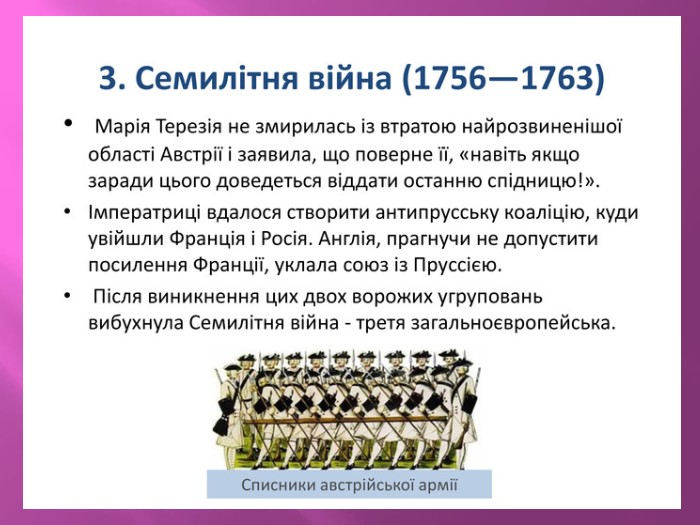 3. Семилітня війна (1756—1763)
• Марія Терезія не змирилась із втратою найрозвиненішої
області Австрії і заявила, що поверне її, «навіть якщо
заради цього доведеться віддати останню спідницю!».
• Імператриці вдалося створити антипрусську коаліцію, куди
увійшли Франція і Росія. Англія, прагнучи не допустити
посилення Франції, уклала союз із Пруссією.
• Після виникнення цих двох ворожих угруповань
вибухнула Семилітня війна - третя загальноєвропейська.
Списники австрійської армії